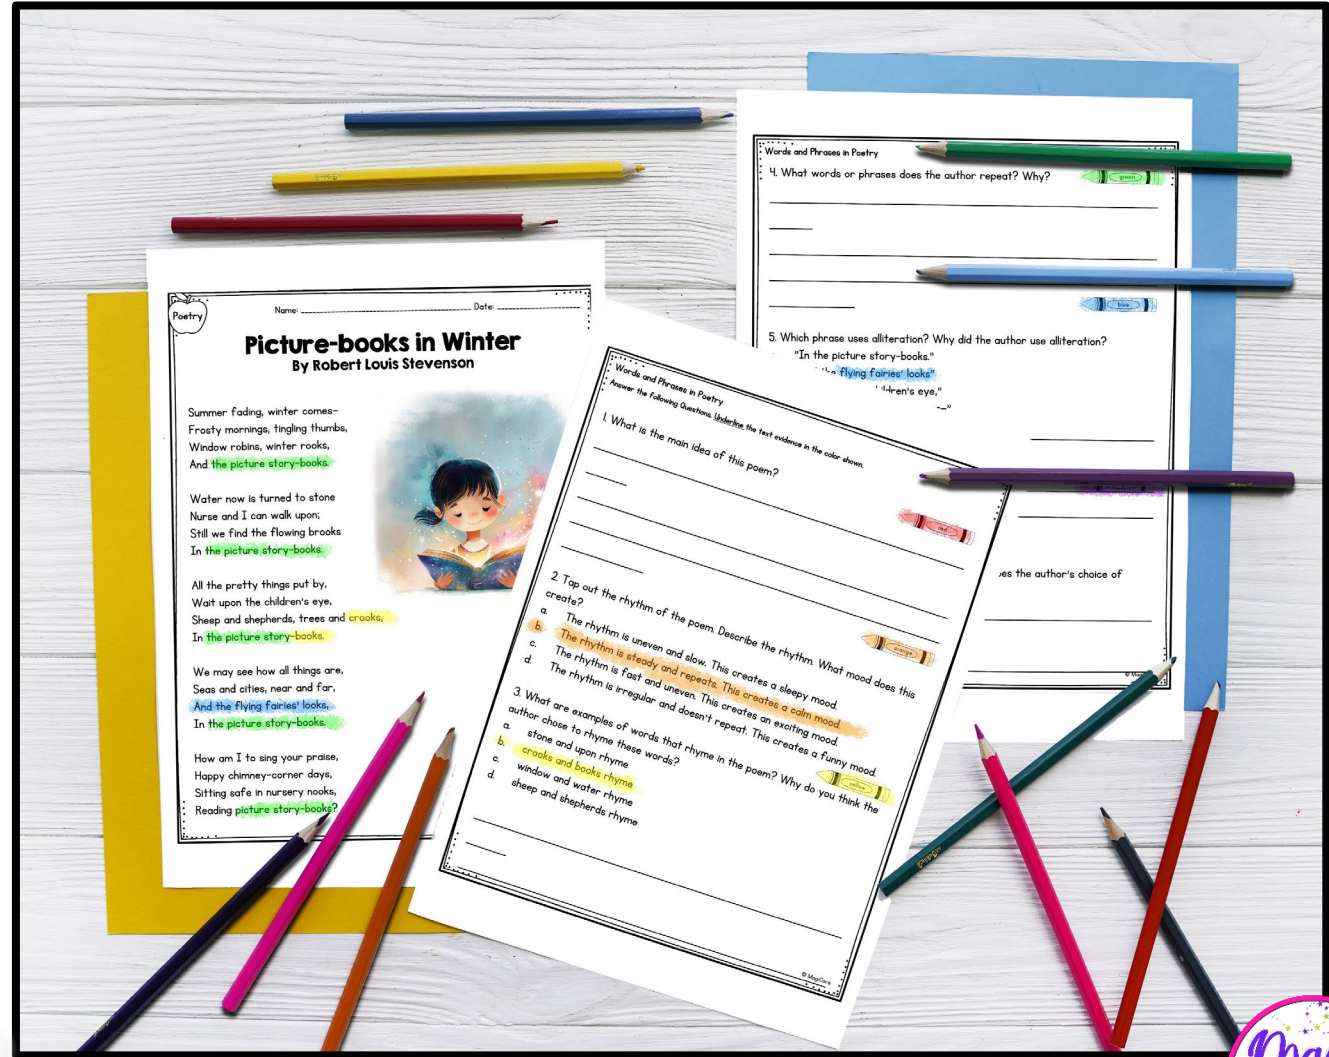 Poetry
Name:
Date:
Picture-books in Winter
By Robert Louis Stevenson
Summer fading, winter comes–
Frosty mornings, tingling thumbs,
Window robins, winter rooks,
And the picture story-books.
Water now is turned to stone
Nurse and I can walk upon;
Still we find the flowing brooks
In the picture story-books.
All the pretty things put by,
Wait upon the children's eye,
Sheep and shepherds, trees and crooks,
In the picture story-books.
We may see how all things are,
Seas and cities, near and far,
And the flying fairies' looks,
In the picture story-books.
How am I to sing your praise,
Happy chimney-corner days,
Sitting safe in nursery nooks,
Reading picture story-books?
Words and Phrases in Poetry
Answer the following Questions. Underline the text evidence in the color shown.
1. What is the main idea of this poem?
red
2. Tap out the rhythm of the poem. Describe the rhythm. What mood does this
create?
orange
a. The rhythm is uneven and slow. This creates a sleepy mood.
b. The rhythm is steady and repeats. This creates a calm mood.
c. The rhythm is fast and uneven. This creates an exciting mood.
d. The rhythm is irregular and doesn't repeat. This creates a funny mood.
3. What are examples of words that rhyme in the poem? Why do you think the
author chose to rhyme these words?
yellow
a. stone and upon rhyme
b. crooks and books rhyme
c. window and water rhyme
d. sheep and shepherds rhyme
© MagiCore
Words and Phrases in Poetry
4. What words or phrases does the author repeat? Why?
green
blue
5. Which phrase uses alliteration? Why did the author use alliteration?
"In the picture story-books."
flying fairies' looks"
eye,"
the author's choice of